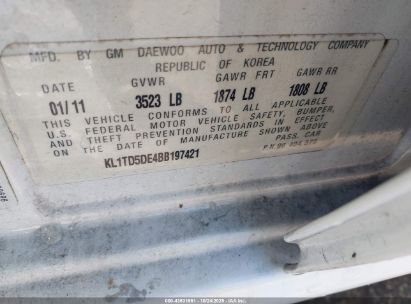 MFD. BY GM DAEWOO AUTO & TECHNOLOGY COMPANY
REPUBLIC OF KOREA
DATE GVWR GAWR FRT GAWR RR
01/11 3523 LB 1874 LB 1808 LB
THIS VEHICLE CONFORMS TO ALL APPLICABLE
U.S. FEDERAL MOTOR VEHICLE SAFETY, BUMPER,
AND THEFT PREVENTION STANDARDS IN EFFECT
ON THE DATE OF MANUFACTURE SHOWN ABOVE.
KL1TD5DE4BB197421 PASS. CAR
P.N.